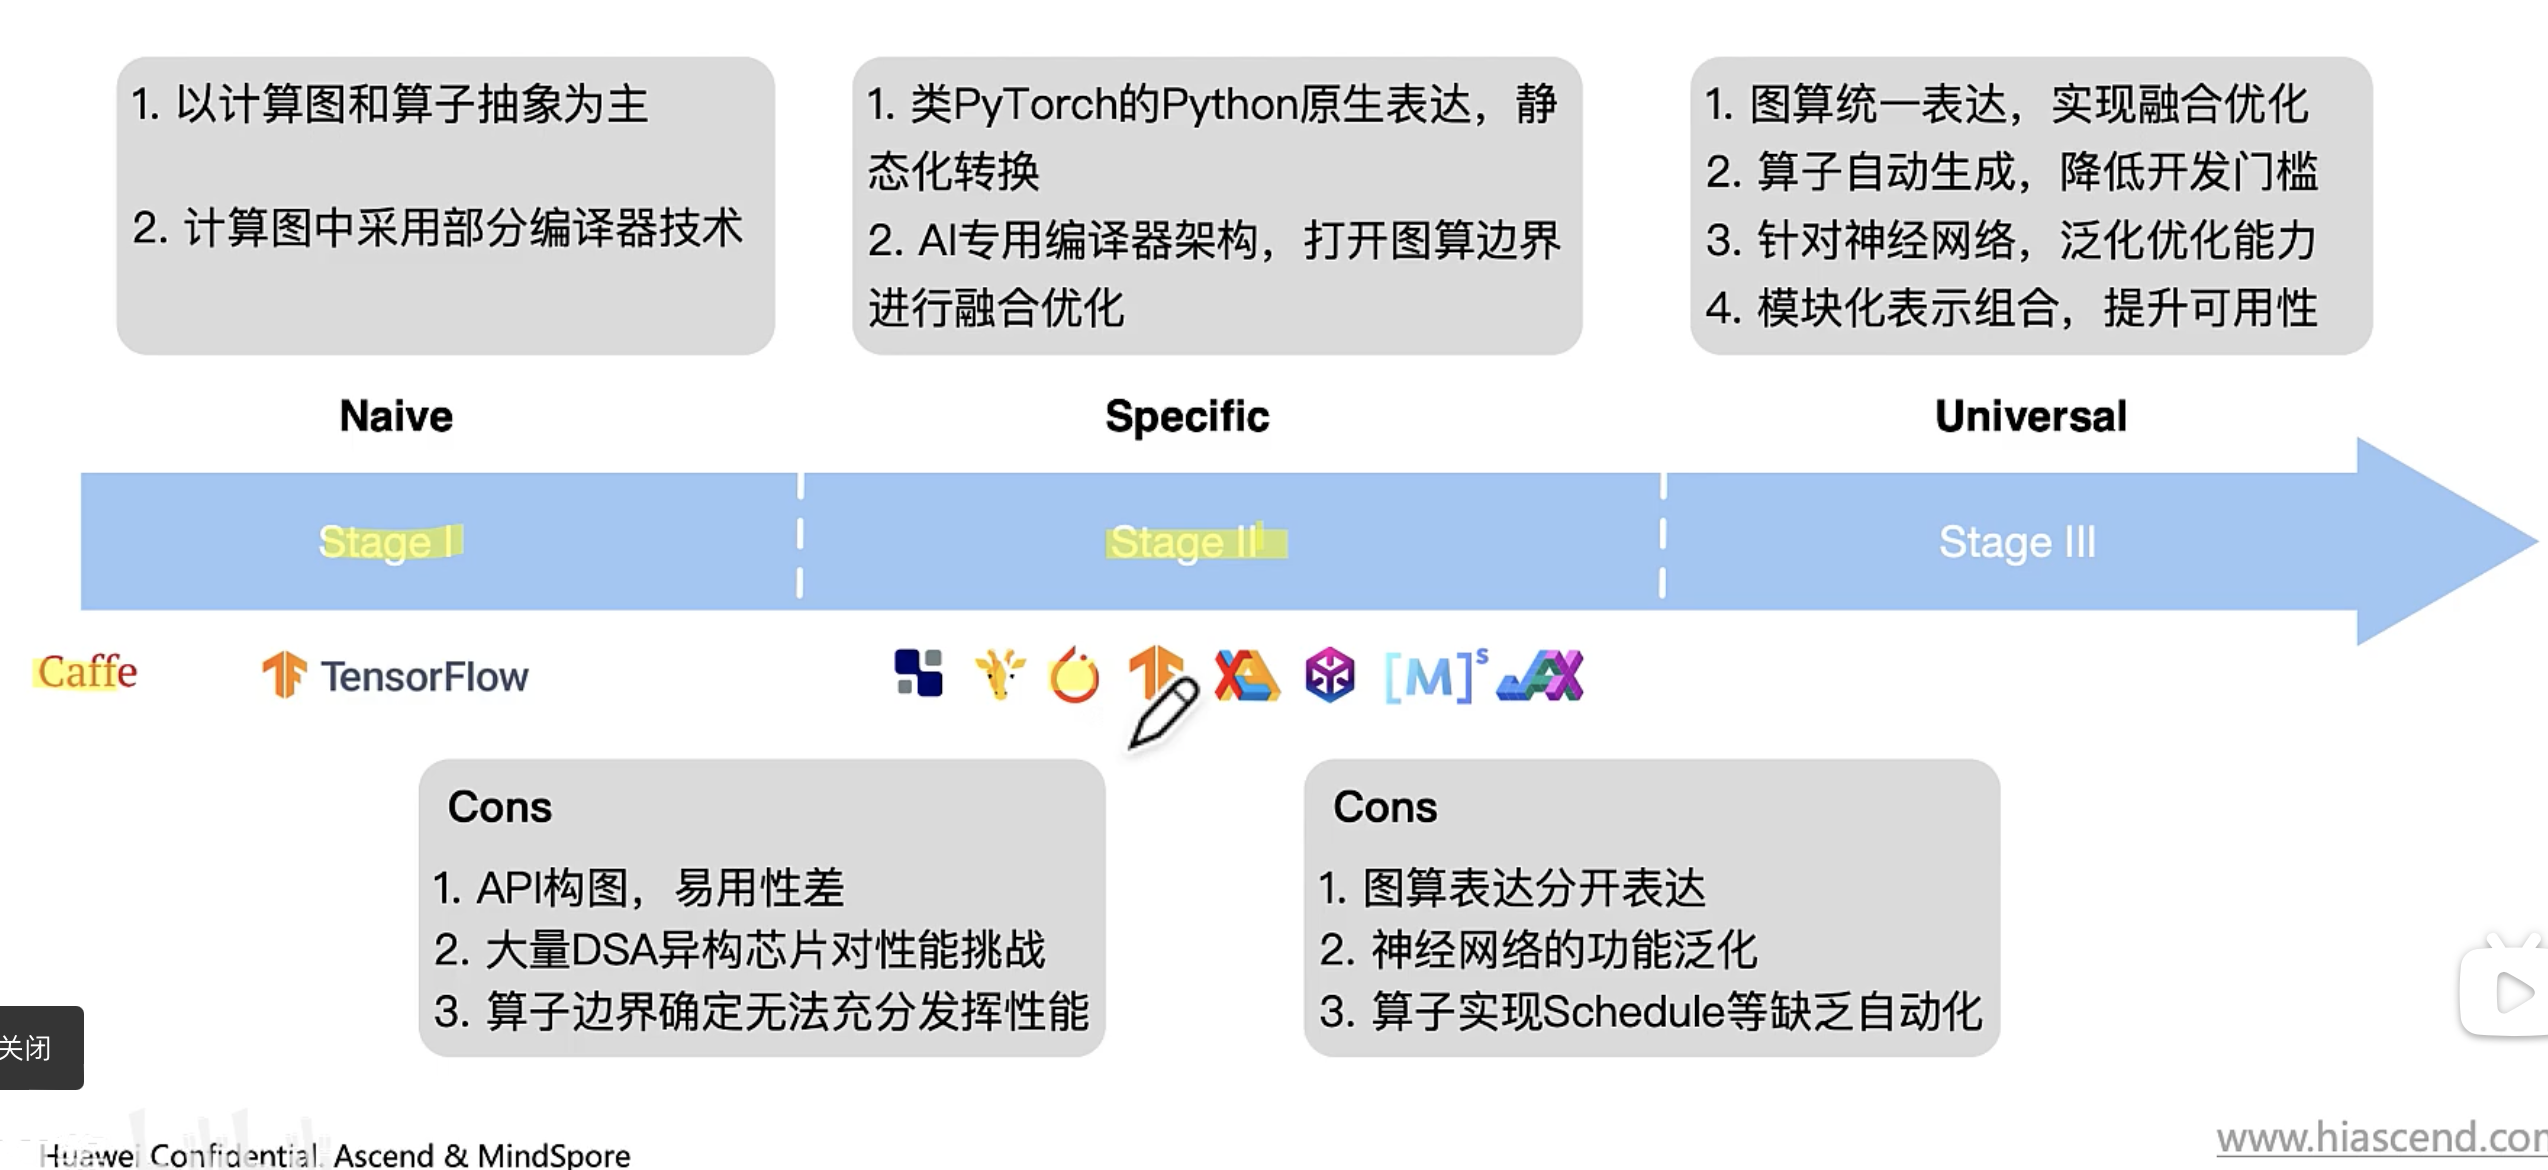 1. 以计算图和算子抽象为主
2. 计算图中采用部分编译器技术
1. 类PyTorch的Python原生表达，静
态化转换
2. AI专用编译器架构，打开图算边界
进行融合优化
1. 图算统一表达，实现融合优化
2. 算子自动生成，降低开发门槛
3. 针对神经网络，泛化优化能力
4. 模块化表示组合，提升可用性
Naive
Specific
Universal
Stage I
Stage II
Stage III
Caffe
TensorFlow
[M]s
JAX
Cons
1. API构图，易用性差
2. 大量DSA异构芯片对性能挑战
3. 算子边界确定无法充分发挥性能
Cons
1. 图算表达分开表达
2. 神经网络的功能泛化
3. 算子实现Schedule等缺乏自动化
关闭
Huawei Confidential. Ascend & MindSpore
www.hiascend.com